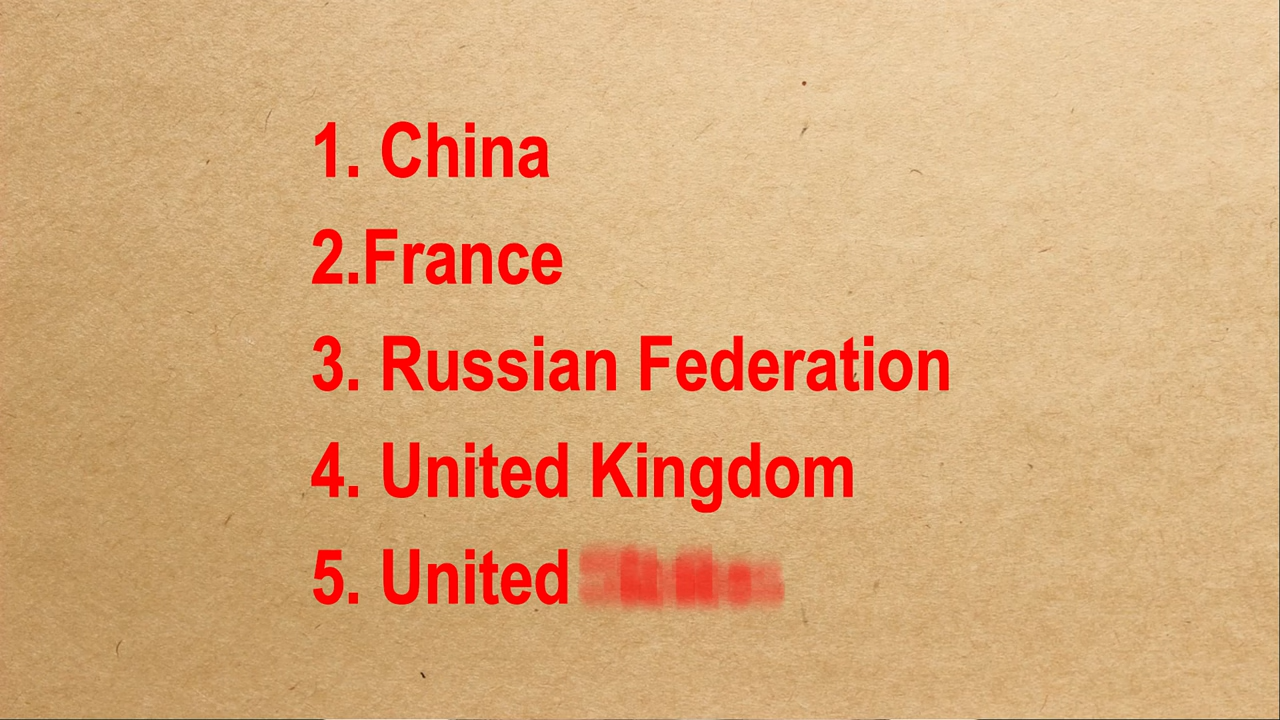 1. China
2.France
3. Russian Federation
4. United Kingdom
5. United